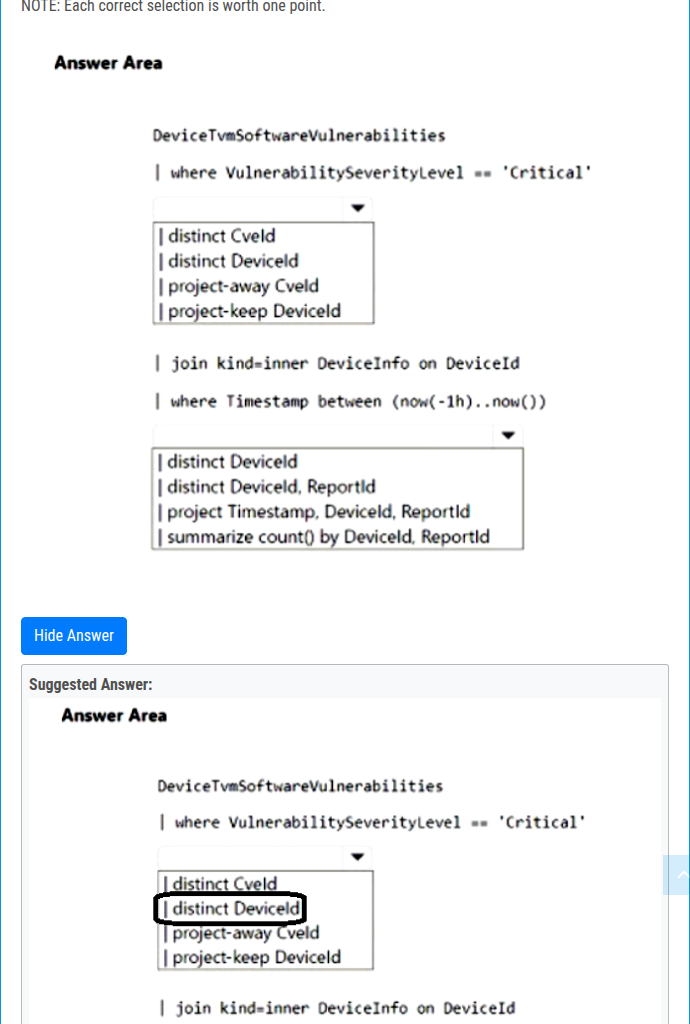 NOTE: Each correct selection is worth one point.
Answer Area
DeviceTvmSoftwareVulnerabilities
| where VulnerabilitySeverityLevel == 'Critical'
| distinct CveId
| distinct DeviceId
| project-away CveId
| project-keep DeviceId
| join kind=inner DeviceInfo on DeviceId
| where Timestamp between (now(-1h)..now())
| distinct DeviceId
| distinct DeviceId, ReportId
| project Timestamp, DeviceId, ReportId
| summarize count() by DeviceId, ReportId
Hide Answer
Suggested Answer:
Answer Area
DeviceTvmSoftwareVulnerabilities
| where VulnerabilitySeverityLevel == 'Critical'
| distinct CveId
| distinct DeviceId
| project-away CveId
| project-keep DeviceId
| join kind=inner DeviceInfo on DeviceId